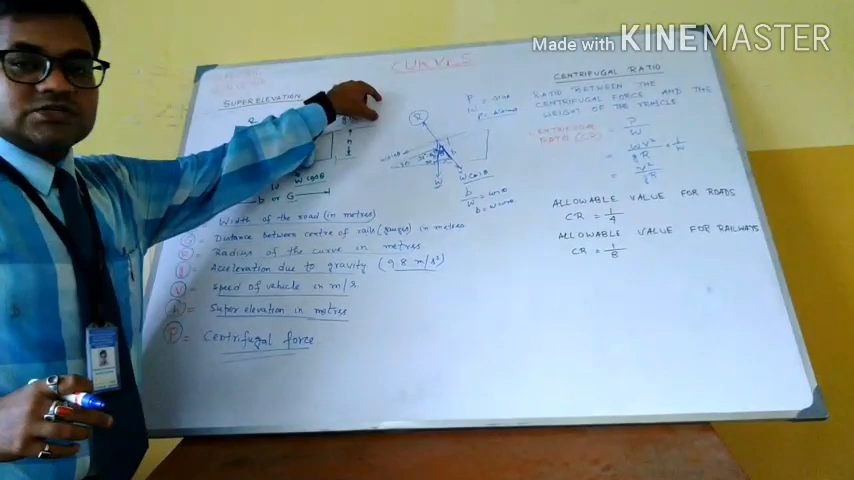 Made with KINEMASTER
CURVES
SUPER ELEVATION
b or G
b = Width of the road (in metres)
G = Distance between centre of rails (gauges) in metres
R = Radius of the curve in metres
g = Acceleration due to gravity (9.8 m/s²)
V = Speed of vehicle in m/s.
h = Super elevation in metres
P = Centrifugal force
R
W
W cosθ
CENTRIFUGAL RATIO
RATIO BETWEEN THE
CENTRIFUGAL FORCE AND THE
WEIGHT OF THE VEHICLE
CENTRIFUGAL
RATIO (CR) = P/W
= WV²/gR × 1/W
= V²/gR
ALLOWABLE VALUE FOR ROADS
CR = 1/4
ALLOWABLE VALUE FOR RAILWAYS
CR = 1/8